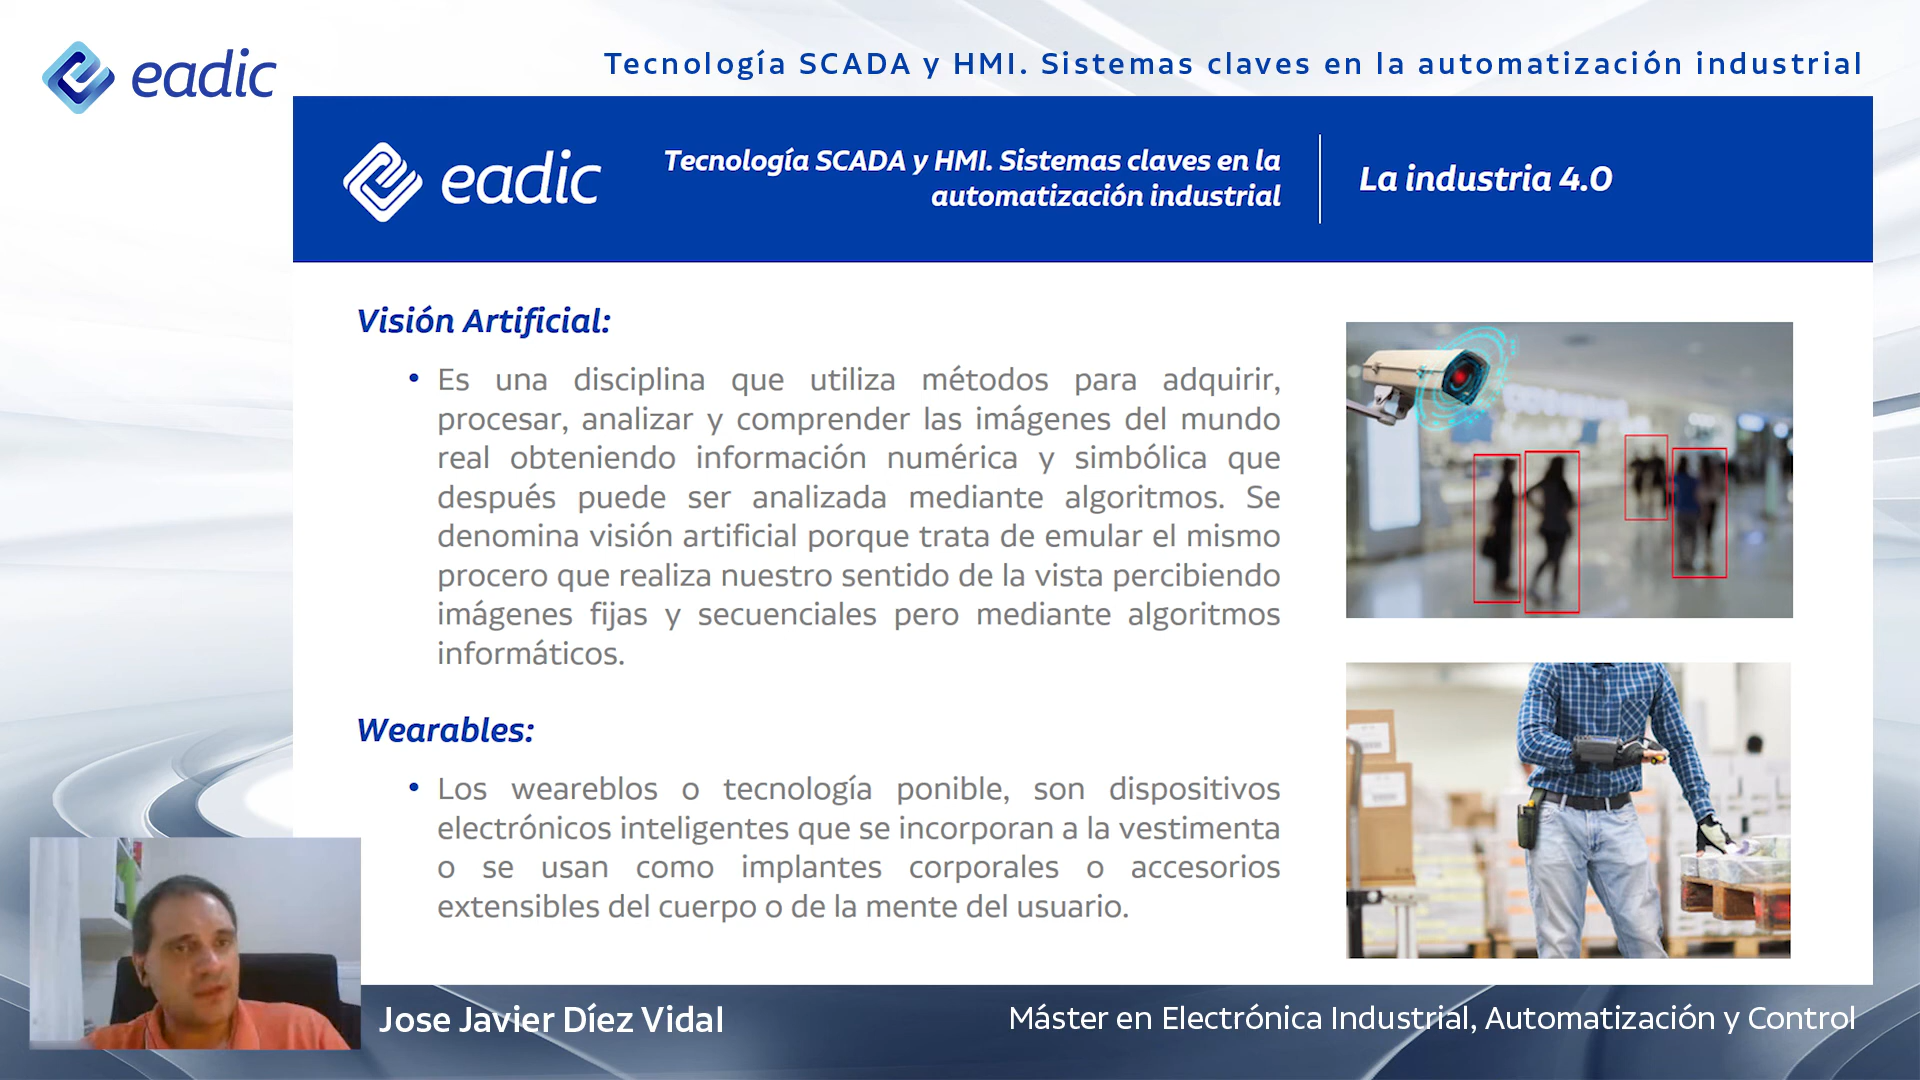 eadic
Tecnología SCADA y HMI. Sistemas claves en la automatización industrial
eadic
Tecnología SCADA y HMI. Sistemas claves en la
automatización industrial
La industria 4.0
Visión Artificial:
• Es una disciplina que utiliza métodos para adquirir,
procesar, analizar y comprender las imágenes del mundo
real obteniendo información numérica y simbólica que
después puede ser analizada mediante algoritmos. Se
denomina visión artificial porque trata de emular el mismo
procero que realiza nuestro sentido de la vista percibiendo
imágenes fijas y secuenciales pero mediante algoritmos
informáticos.
Wearables:
• Los weareblos o tecnología ponible, son dispositivos
electrónicos inteligentes que se incorporan a la vestimenta
o se usan como implantes corporales o accesorios
extensibles del cuerpo o de la mente del usuario.
Jose Javier Díez Vidal
Máster en Electrónica Industrial, Automatización y Control